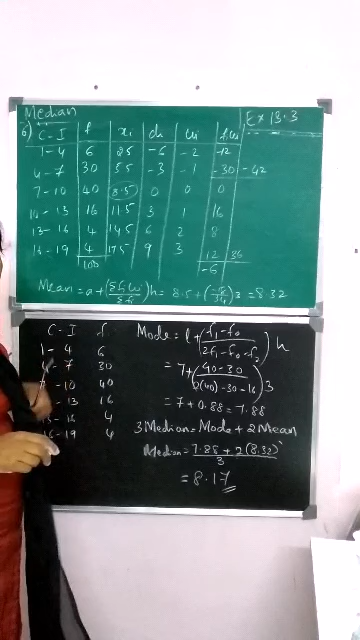 Median
Ex 13.3
6) C-I f xi di ui fiui
1-4 6 2.5 -6 -2 -12
4-7 30 5.5 -3 -1 -30 -42
7-10 40 8.5 0 0 0
10-13 16 11.5 3 1 16
13-16 4 14.5 6 2 8
16-19 4 17.5 9 3 12 36
100 -6
Mean = a + (Σfiui/Σfi)h = 8.5 + ( )3 = 8.32
C-I f
1-4 6
4-7 30
7-10 40
-13 16
13-16 4
16-19 4
Mode = l + (f1-f0/2f1-f0-f2) h
= 7 + (40-30/2(40)-30-16) 3
= 7 + 0.88 = 7.88
3 Median = Mode + 2 Mean
Median = 7.88 + 2(8.32)/3
= 8.17